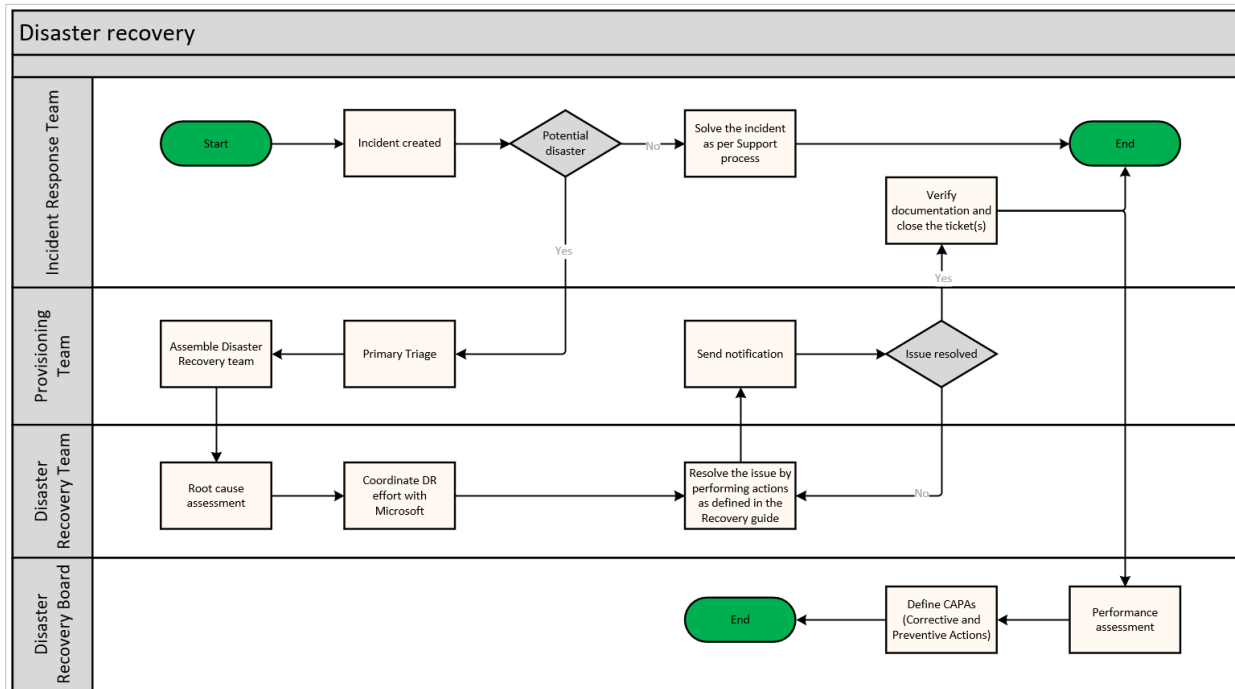 Disaster recovery
Incident Response Team
Start
Incident created
Potential
disaster
No
Solve the incident
as per Support
process
End
Verify
documentation and
close the ticket(s)
Yes
Yes
Provisioning
Team
Assemble Disaster
Recovery team
Primary Triage
Send notification
Issue resolved
Disaster
Recovery Team
Root cause
assessment
Coordinate DR
effort with
Microsoft
Resolve the issue by
performing actions
as defined in the
Recovery guide
No
Disaster
Recovery Board
End
Define CAPAs
(Corrective and
Preventive Actions)
Performance
assessment